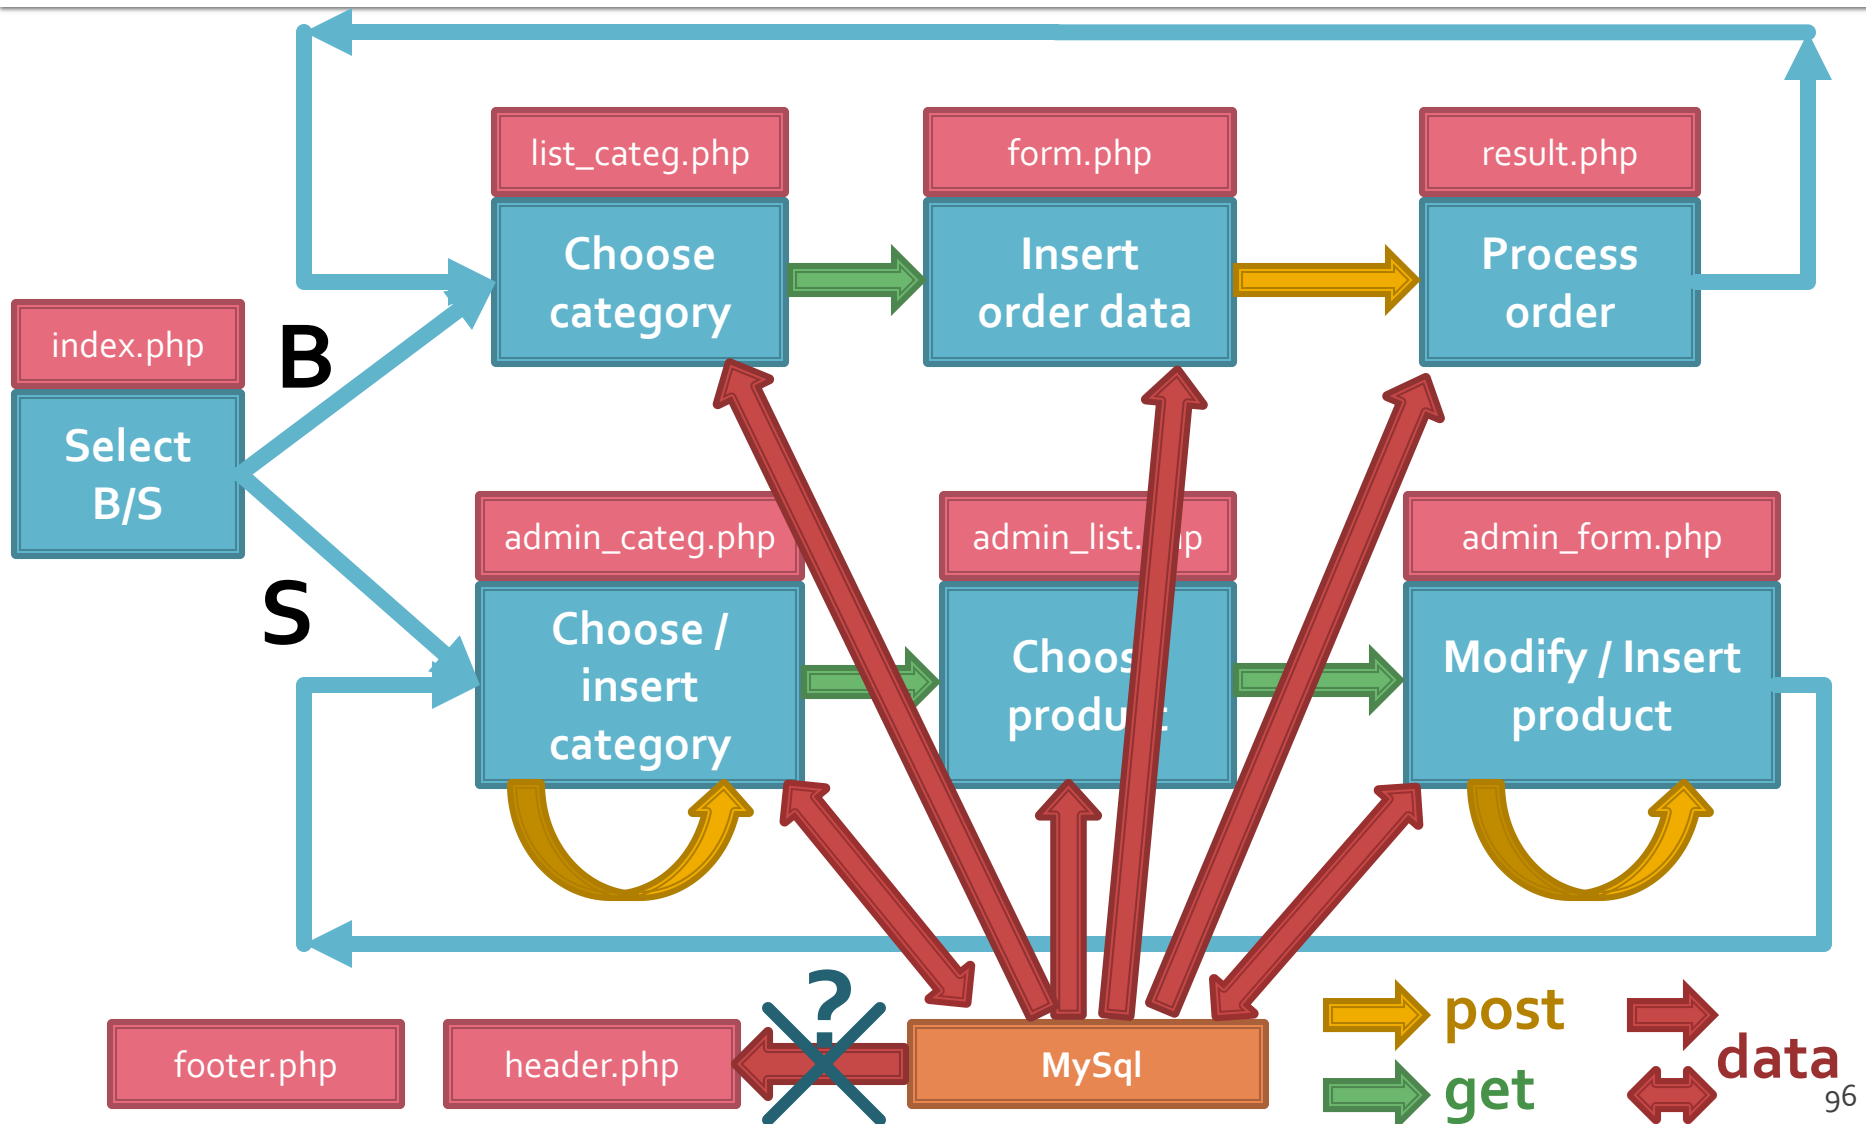 list_categ.php
form.php
result.php
Choose
category
Insert
order data
Process
order
index.php
B
Select
B/S
S
admin_categ.php
admin_list. p
admin_form.php
Choose /
insert
category
Choos
produ t
Modify / Insert
product
?
post
data
footer.php
header.php
MySql
get
96